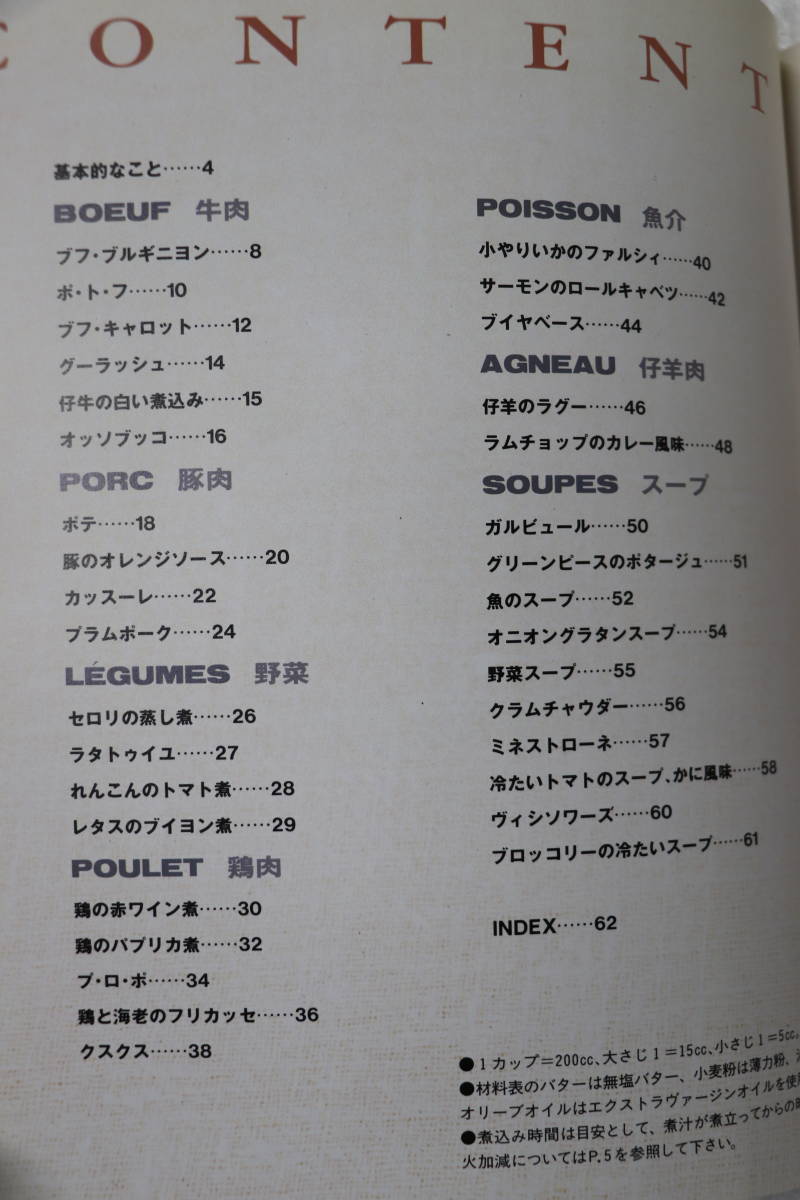 CONTENT
基本的なこと……4
BOEUF 牛肉
ブフ・ブルギニヨン……8
ポ・ト・フ……10
ブフ・キャロット……12
グーラッシュ……14
仔牛の白い煮込み……15
オッソブッコ……16
PORC 豚肉
ポテ……18
豚のオレンジソース……20
カッスーレ……22
プラムポーク……24
LÉGUMES 野菜
セロリの蒸し煮……26
ラタトゥイユ……27
れんこんのトマト煮……28
レタスのブイヨン煮……29
POULET 鶏肉
鶏の赤ワイン煮……30
鶏のパプリカ煮……32
プ・ロ・ポ……34
鶏と海老のフリカッセ……36
クスクス……38
POISSON 魚介
小やりいかのファルシィ……40
サーモンのロールキャベツ……42
ブイヤベース……44
AGNEAU 仔羊肉
仔羊のラグー……46
ラムチョップのカレー風味……48
SOUPES スープ
ガルビュール……50
グリーンピースのポタージュ……51
魚のスープ……52
オニオングラタンスープ……54
野菜スープ……55
クラムチャウダー……56
ミネストローネ……57
冷たいトマトのスープ、かに風味……58
ヴィシソワーズ……60
ブロッコリーの冷たいスープ……61
INDEX……62
●1カップ=200cc、大さじ1=15cc、小さじ1=5cc。
●材料表のバターは無塩バター、小麦粉は薄力粉、
オリーブオイルはエクストラヴァージンオイルを使用
●煮込み時間は目安として、煮汁が煮立ってからの
火加減についてはP.5を参照して下さい。